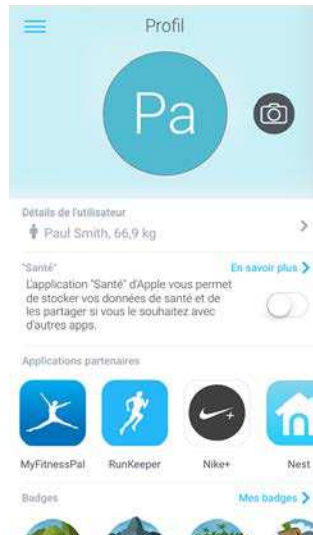 Profil
Pa
Détails de l'utilisateur
Paul Smith, 66,9 kg
"Santé"
En savoir plus
L'application "Santé" d'Apple vous permet
de stocker vos données de santé et de
les partager si vous le souhaitez avec
d'autres apps.
Applications partenaires
MyFitnessPal RunKeeper Nike+ Nest
Badges
Mes badges